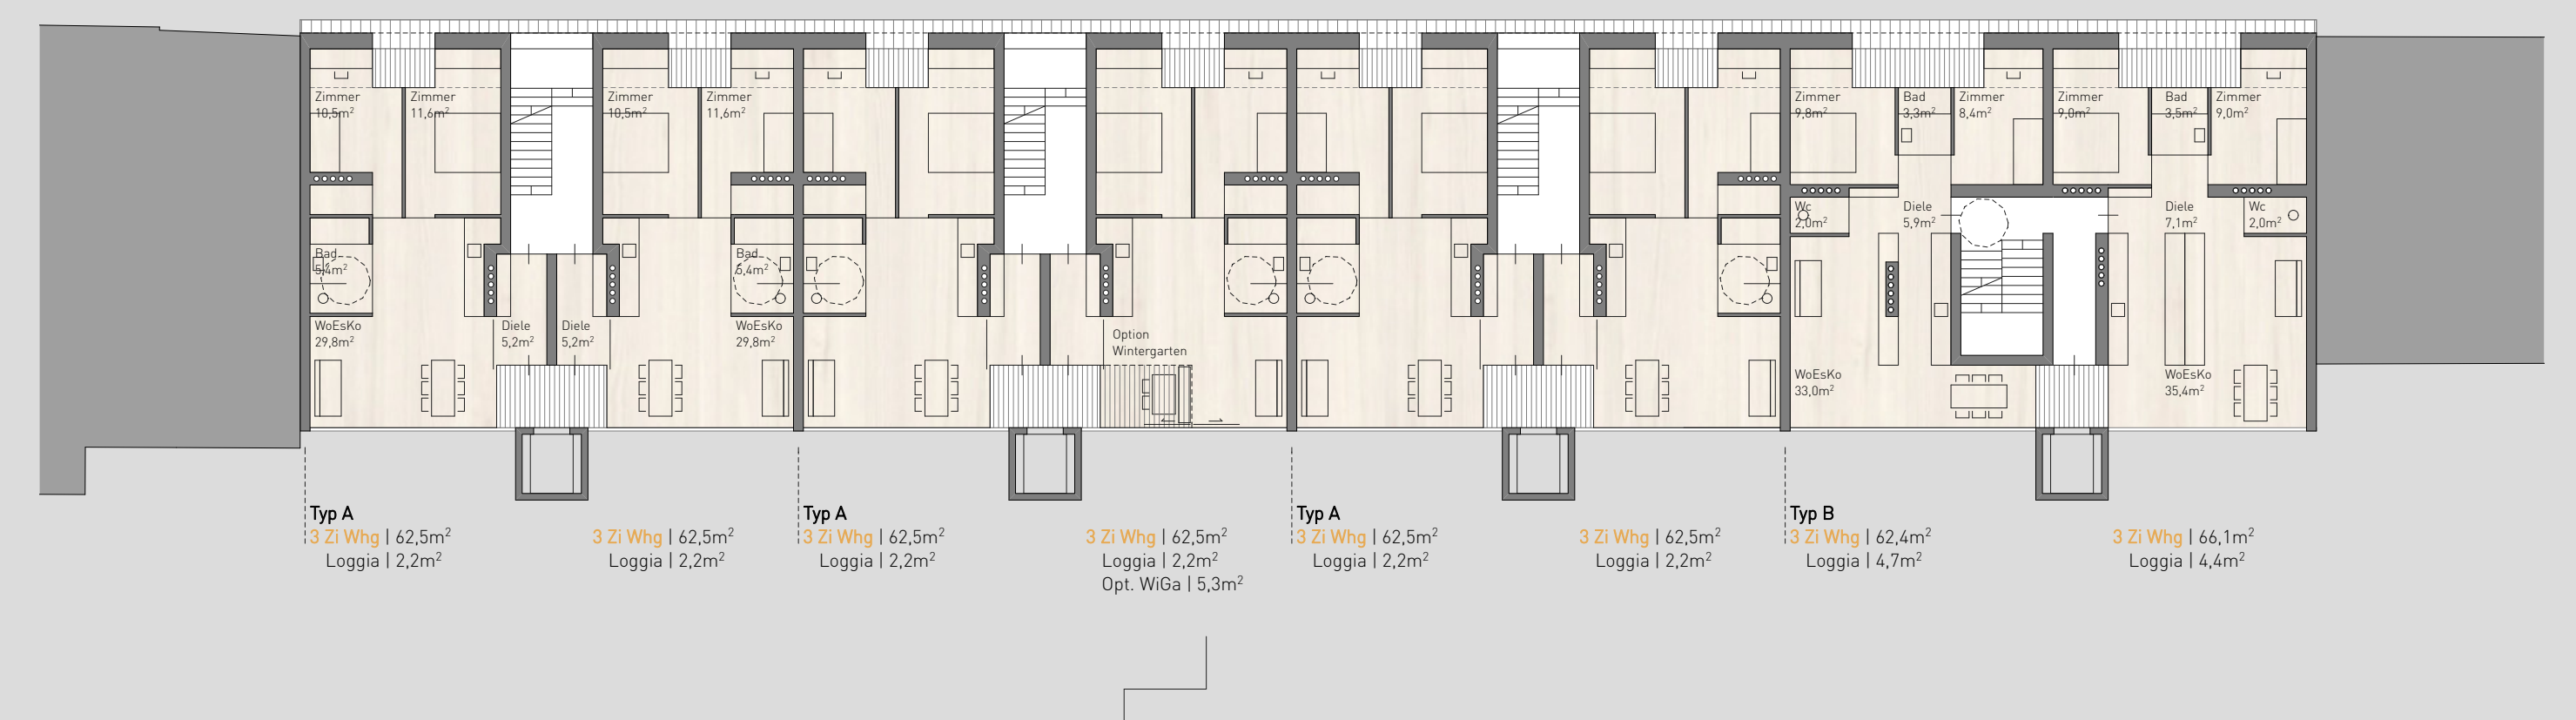 Zimmer
10,5m²
Zimmer
11,6m²
Zimmer
10,5m²
Zimmer
11,6m²
Zimmer
9,8m²
Bad
3,3m²
Zimmer
8,4m²
Zimmer
9,0m²
Bad
3,5m²
Zimmer
9,0m²
Wc
2,0m²
Diele
5,9m²
Diele
7,1m²
Wc
2,0m²
Bad
5,4m²
Bad
5,4m²
WoEsKo
29,8m²
Diele
5,2m²
Diele
5,2m²
WoEsKo
29,8m²
Option
Wintergarten
WoEsKo
33,0m²
WoEsKo
35,4m²
Typ A
3 Zi Whg | 62,5m²
Loggia | 2,2m²
3 Zi Whg | 62,5m²
Loggia | 2,2m²
Typ A
3 Zi Whg | 62,5m²
Loggia | 2,2m²
3 Zi Whg | 62,5m²
Loggia | 2,2m²
Opt. WiGa | 5,3m²
Typ A
3 Zi Whg | 62,5m²
Loggia | 2,2m²
3 Zi Whg | 62,5m²
Loggia | 2,2m²
Typ B
3 Zi Whg | 62,4m²
Loggia | 4,7m²
3 Zi Whg | 66,1m²
Loggia | 4,4m²